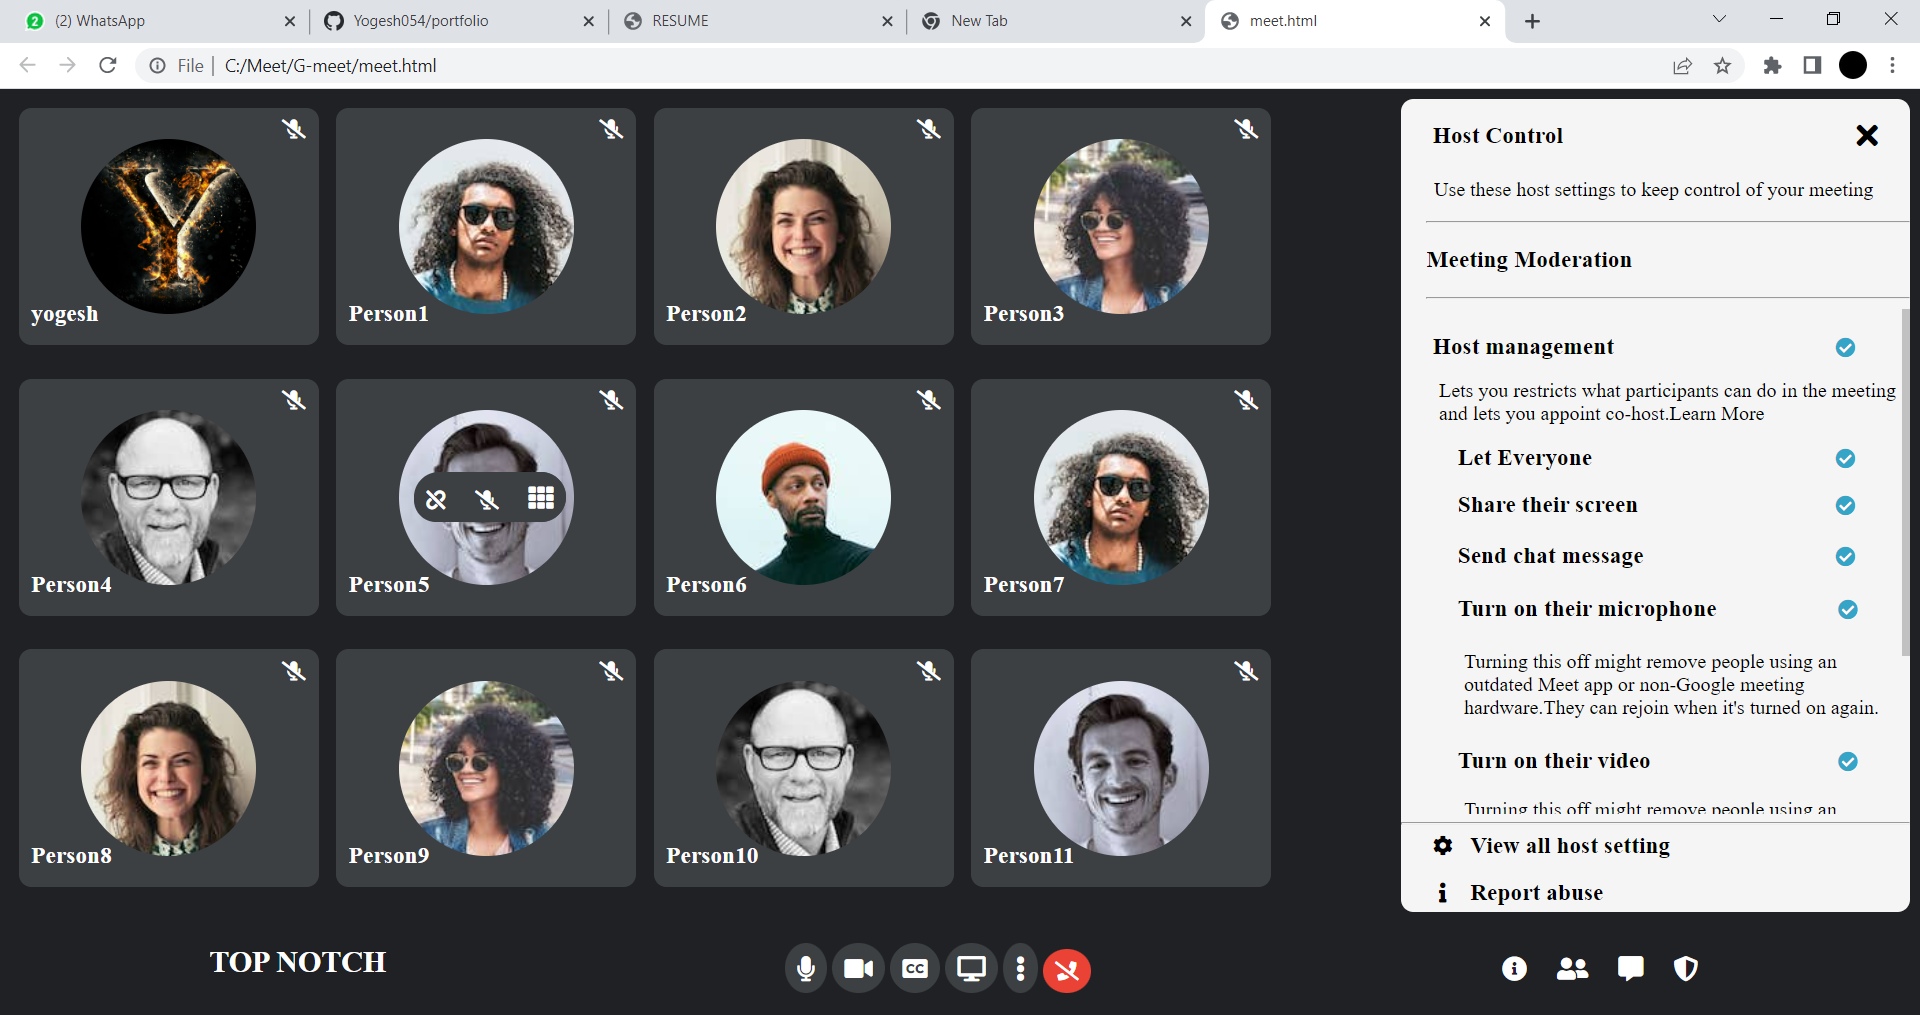 2
(2) WhatsApp
Yogesh054/portfolio
RESUME
New Tab
meet.html
File
C:/Meet/G-meet/meet.html
Y
yogesh
Person1
Person2
Person3
Person4
Person5
Person6
Person7
Person8
Person9
Person10
Person11
Host Control
Use these host settings to keep control of your meeting
Meeting Moderation
Host management
Lets you restricts what participants can do in the meeting
and lets you appoint co-host.Learn More
Let Everyone
Share their screen
Send chat message
Turn on their microphone
Turning this off might remove people using an
outdated Meet app or non-Google meeting
hardware.They can rejoin when it's turned on again.
Turn on their video
Turning this off might remove people using an
View all host setting
Report abuse
TOP NOTCH
CC